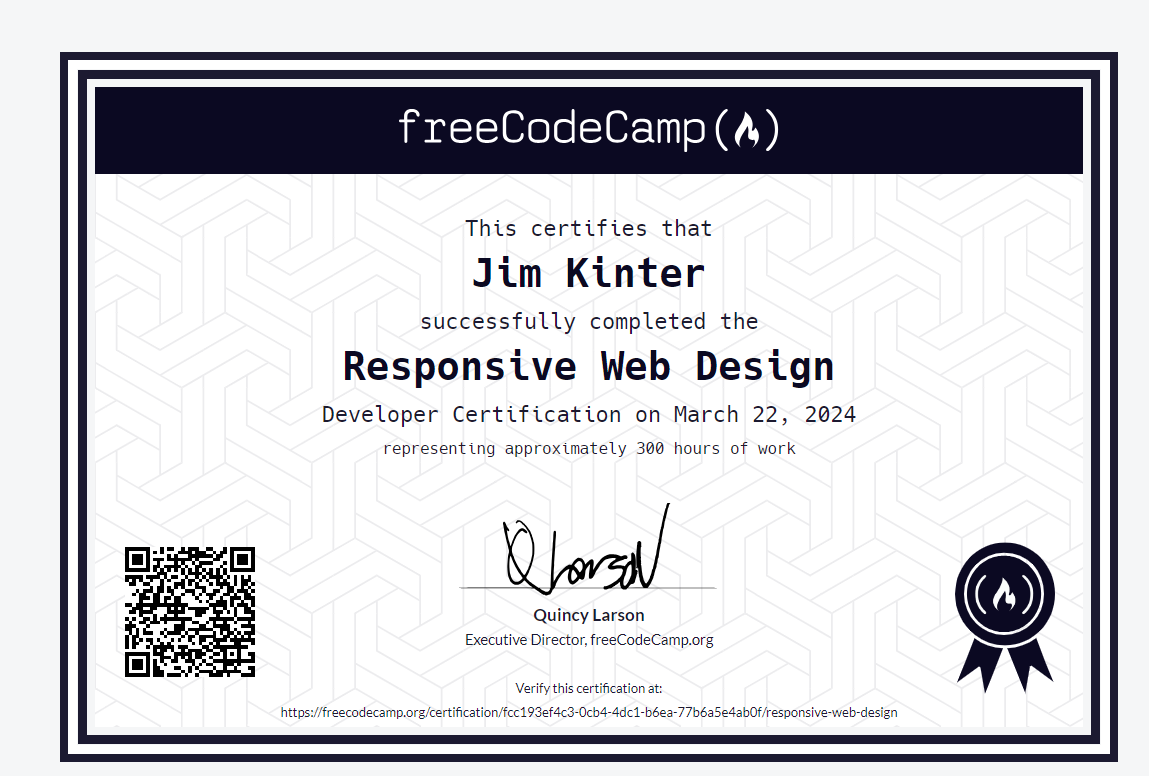 freeCodeCamp
This certifies that
Jim Kinter
successfully completed the
Responsive Web Design
Developer Certification on March 22, 2024
representing approximately 300 hours of work
Quincy Larson
Executive Director, freeCodeCamp.org
Verify this certification at:
https://freecodecamp.org/certification/fcc193ef4c3-0cb4-4dc1-b6ea-77b6a5e4ab0f/responsive-web-design